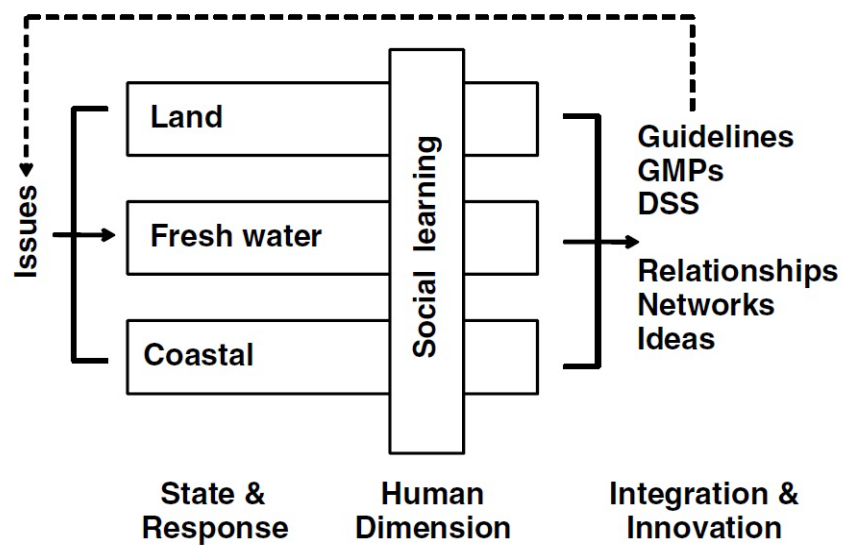 Issues
Land
Fresh water
Coastal
Social learning
Guidelines
GMPs
DSS
Relationships
Networks
Ideas
State &
Response
Human
Dimension
Integration &
Innovation